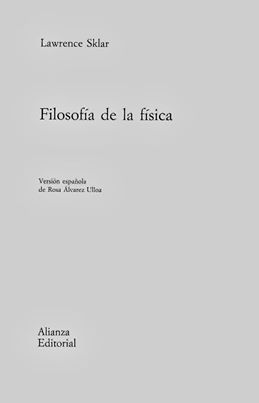 Lawrence Sklar
Filosofía de la física
Versión española
de Rosa Álvarez Ulloa
Alianza
Editorial